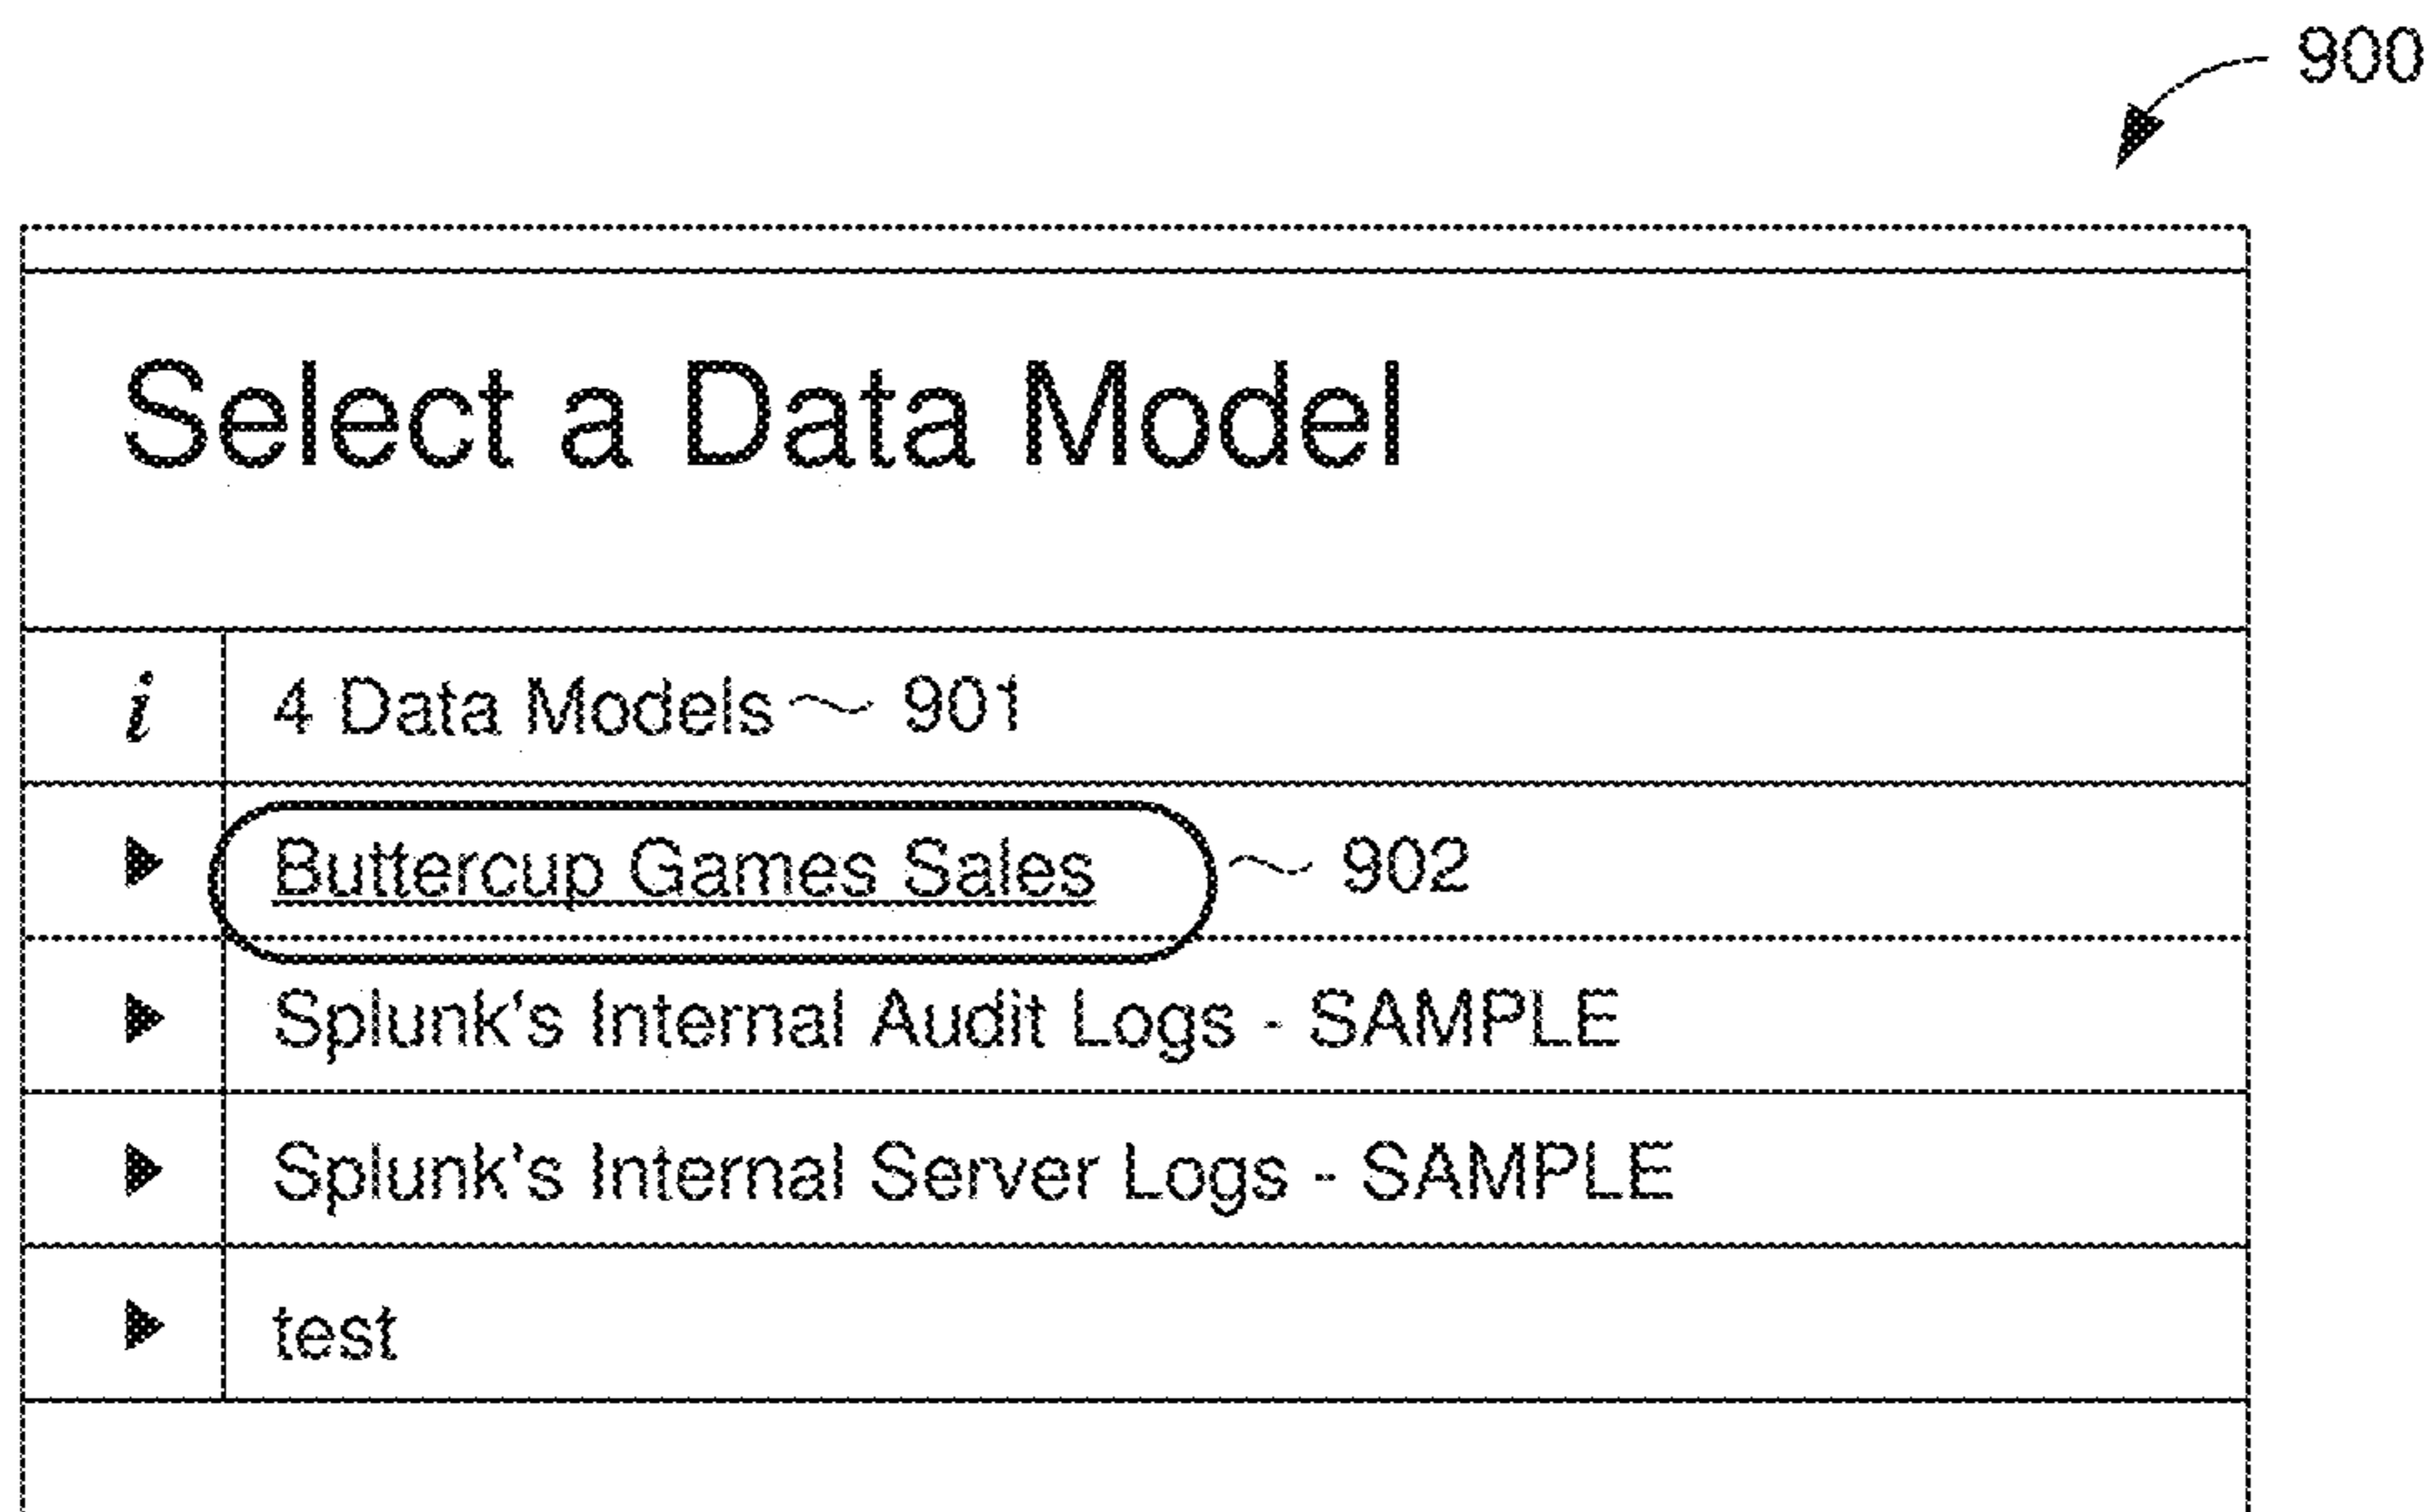 900
Select a Data Model
i 4 Data Models 901
Buttercup Games Sales 902
Splunk's Internal Audit Logs - SAMPLE
Splunk's Internal Server Logs - SAMPLE
test